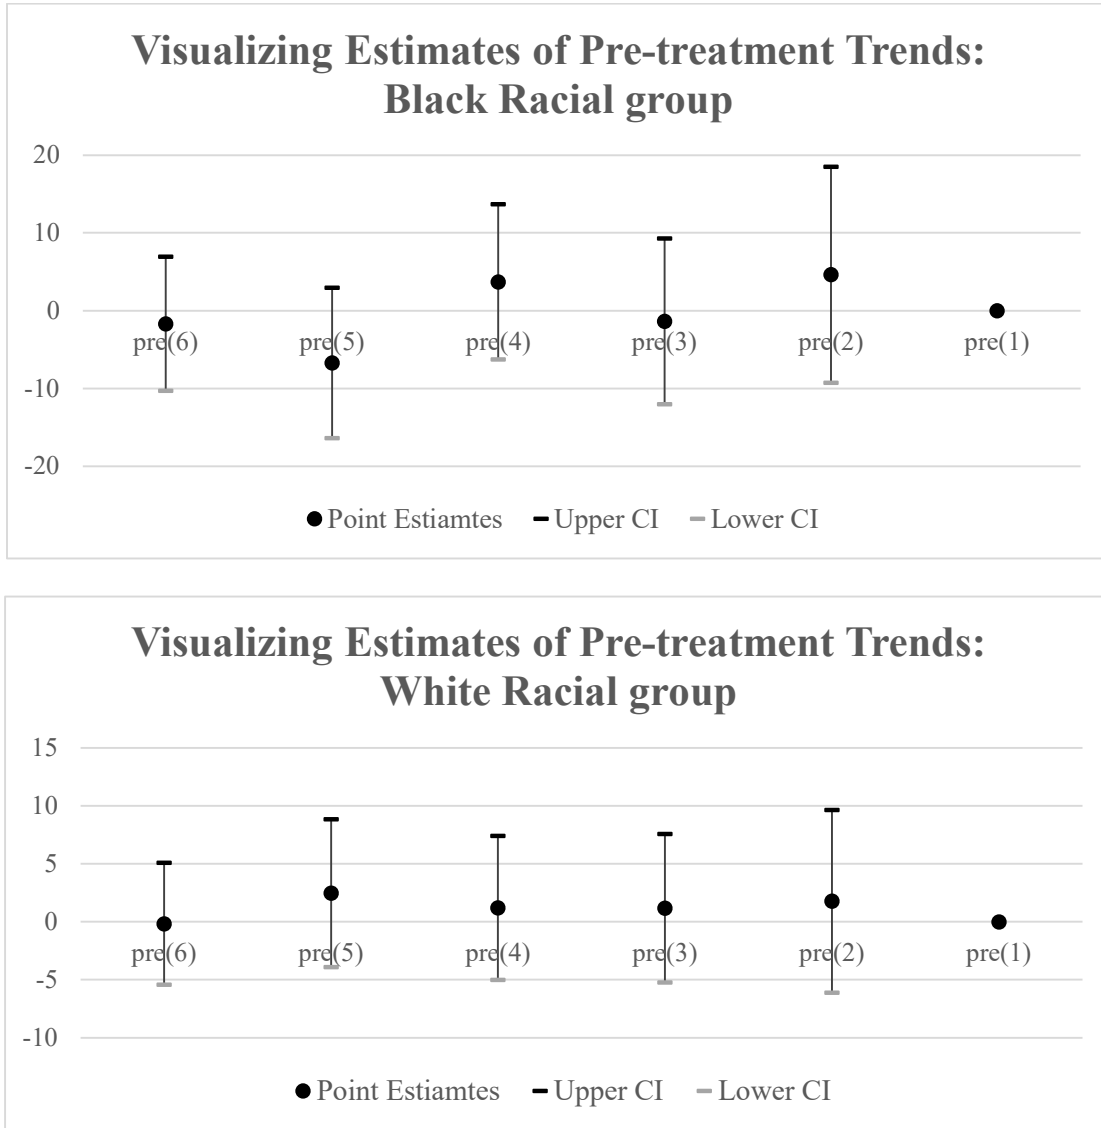 Visualizing Estimates of Pre-treatment Trends:
Black Racial group
20
10
0
-10
-20
pre(6) pre(5) pre(4) pre(3) pre(2) pre(1)
Point Estiamtes Upper CI Lower CI
Visualizing Estimates of Pre-treatment Trends:
White Racial group
15
10
5
0
-5
-10
pre(6) pre(5) pre(4) pre(3) pre(2) pre(1)
Point Estiamtes Upper CI Lower CI